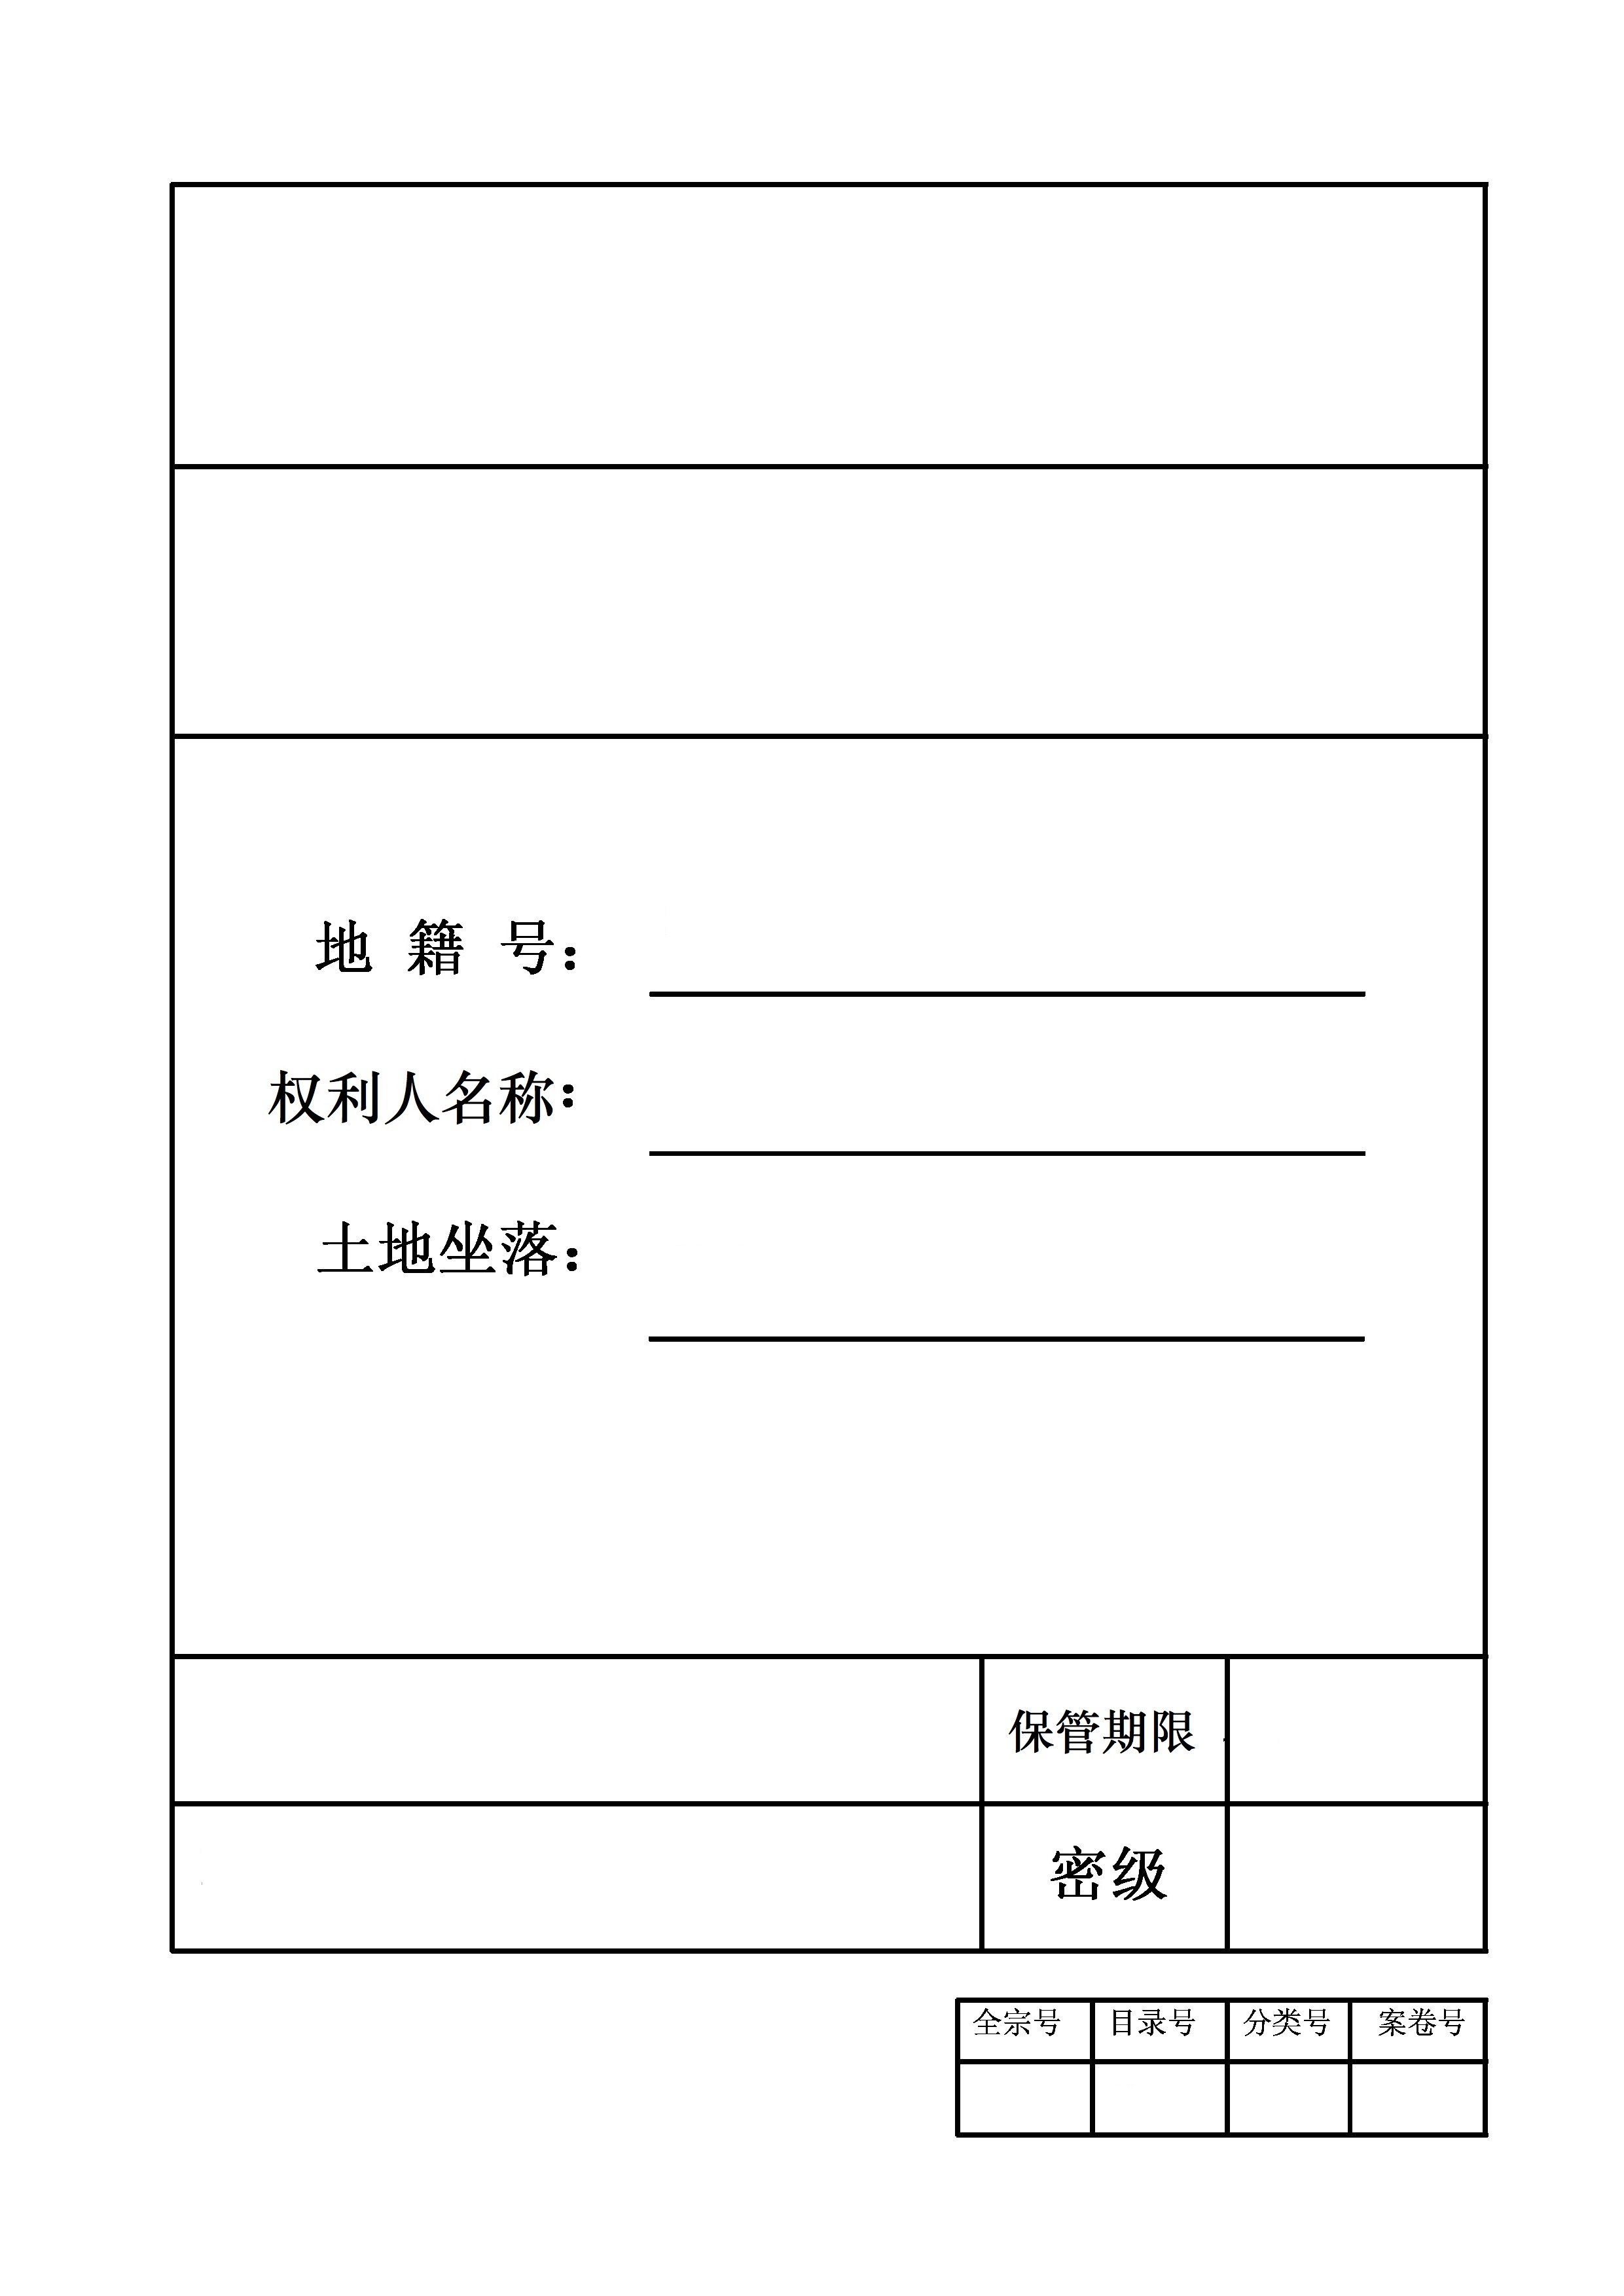 地 籍 号：
权利人名称：
土地坐落：
保管期限
密级
全宗号 目录号 分类号 案卷号